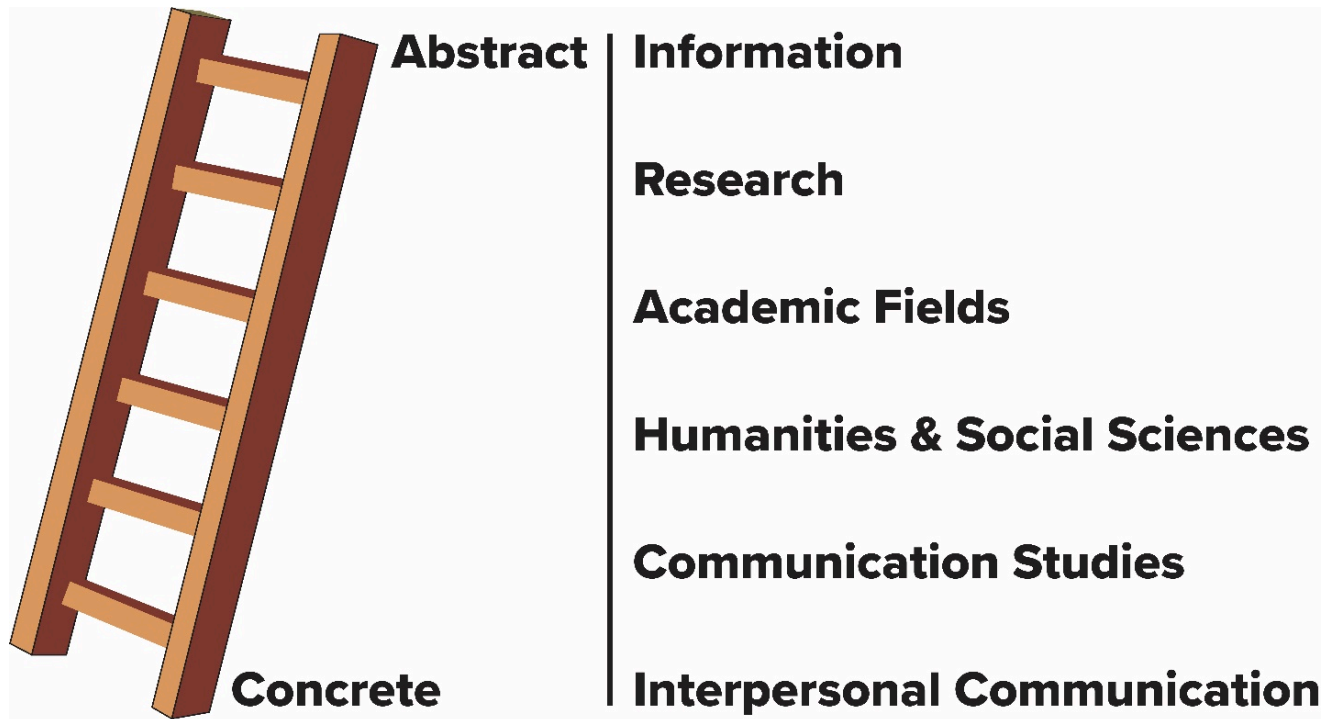 Abstract
Information
Research
Academic Fields
Humanities & Social Sciences
Communication Studies
Concrete
Interpersonal Communication